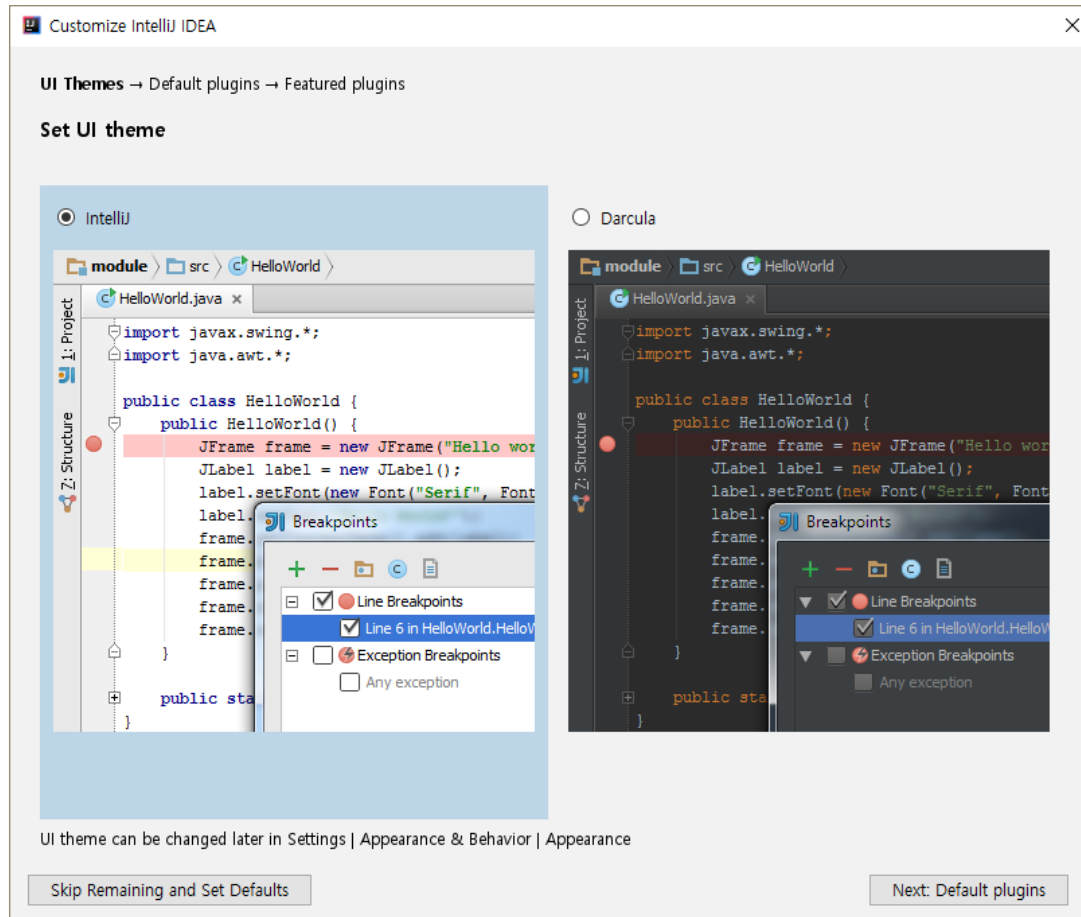 Customize IntelliJ IDEA
UI Themes → Default plugins → Featured plugins
Set UI theme
IntelliJ
module src HelloWorld
HelloWorld.java
1: Project
Z: Structure
import javax.swing.*;
import java.awt.*;
public class HelloWorld {
public HelloWorld() {
JFrame frame = new JFrame("Hello wor
JLabel label = new JLabel();
label.setFont(new Font("Serif", Font
label.
frame.
frame.
frame.
frame.
frame.
}
public sta
}
Breakpoints
Line Breakpoints
Line 6 in HelloWorld.HelloW
Exception Breakpoints
Any exception
Darcula
module src HelloWorld
HelloWorld.java
1: Project
Z: Structure
import javax.swing.*;
import java.awt.*;
public class HelloWorld {
public HelloWorld() {
JFrame frame = new JFrame("Hello wor
JLabel label = new JLabel();
label.setFont(new Font("Serif", Font
label.
frame.
frame.
frame.
frame.
frame.
}
public sta
}
Breakpoints
Line Breakpoints
Line 6 in HelloWorld.HelloW
Exception Breakpoints
Any exception
UI theme can be changed later in Settings | Appearance & Behavior | Appearance
Skip Remaining and Set Defaults
Next: Default plugins